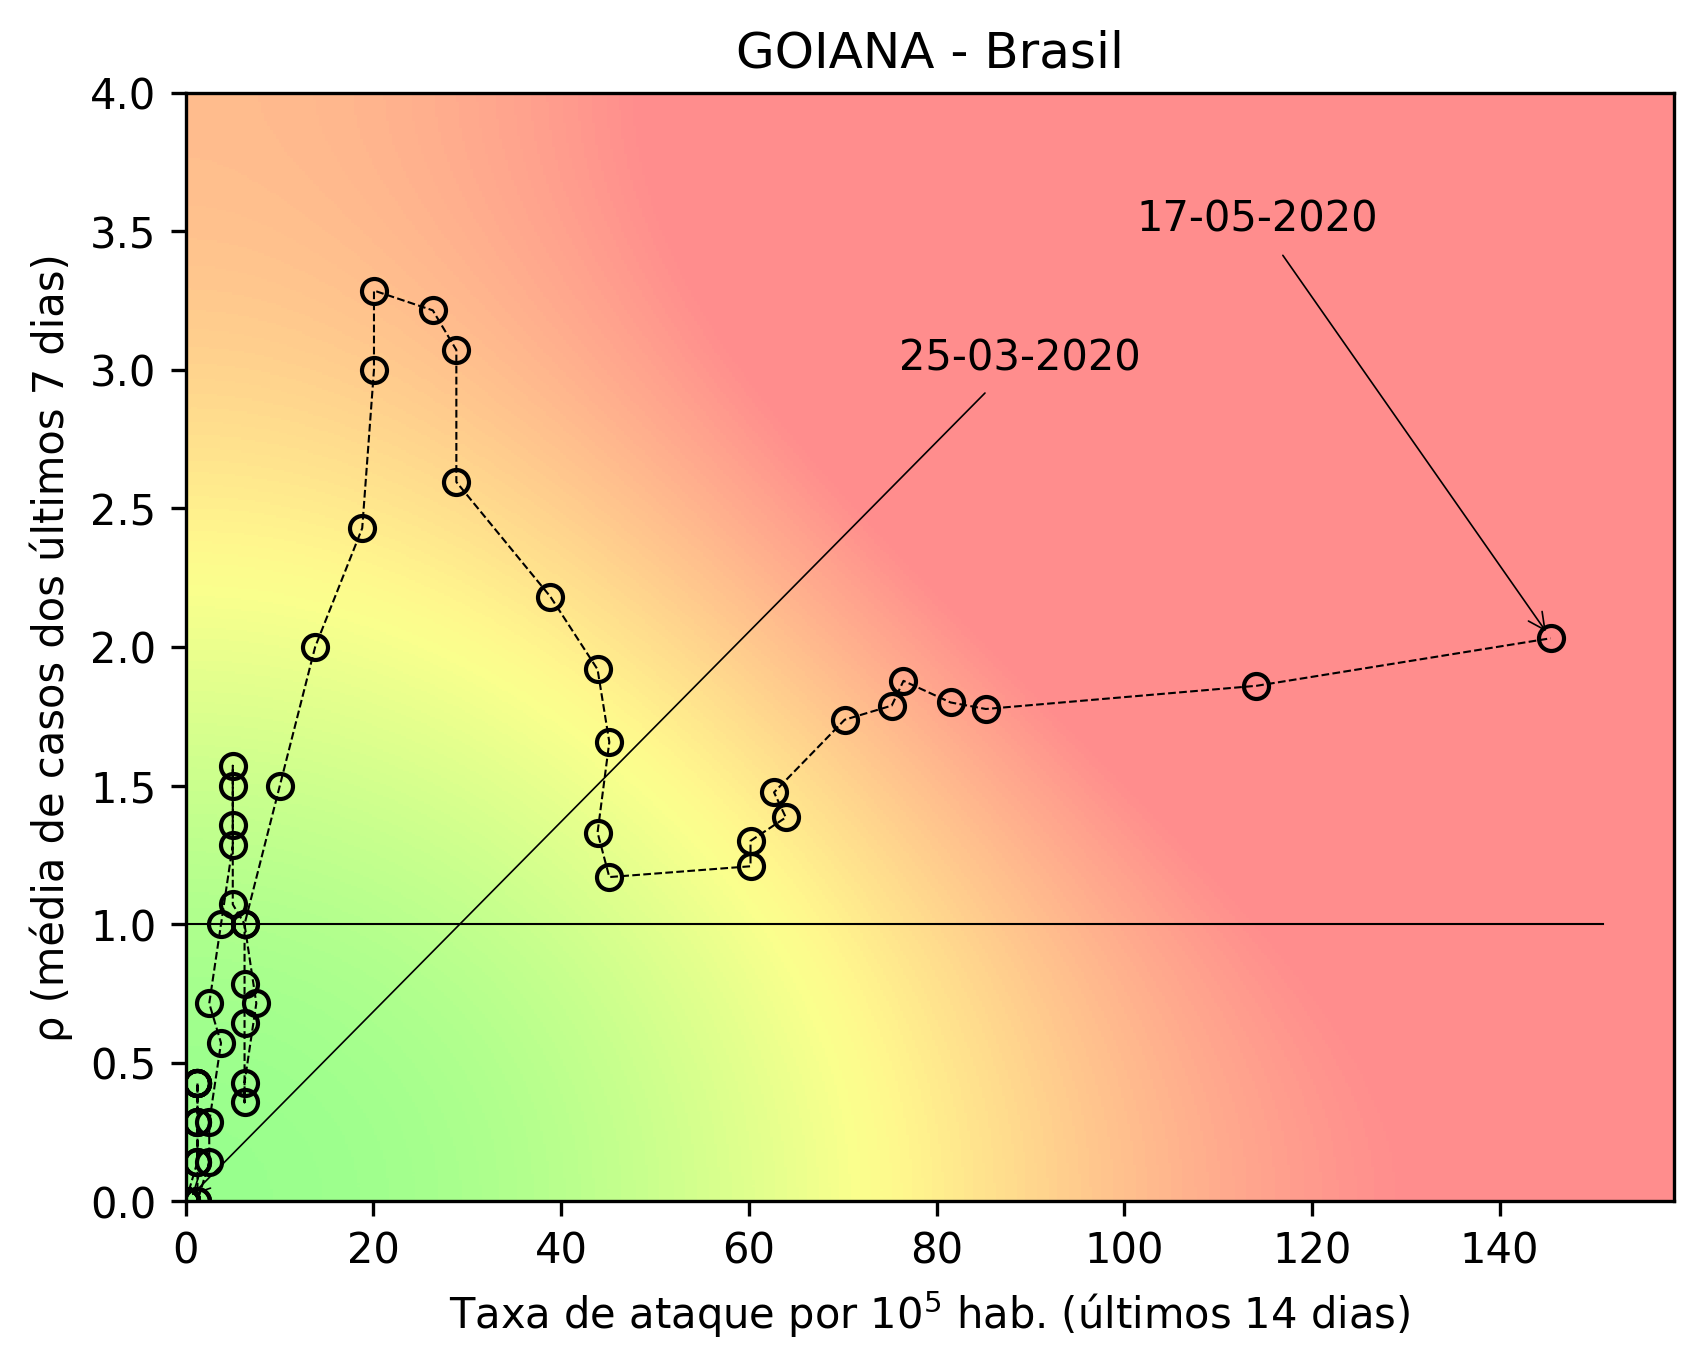 GOIANA - Brasil
ρ (média de casos dos últimos 7 dias)
4.0
3.5
3.0
2.5
2.0
1.5
1.0
0.5
0.0
17-05-2020
25-03-2020
0 20 40 60 80 100 120 140
Taxa de ataque por 10⁵ hab. (últimos 14 dias)